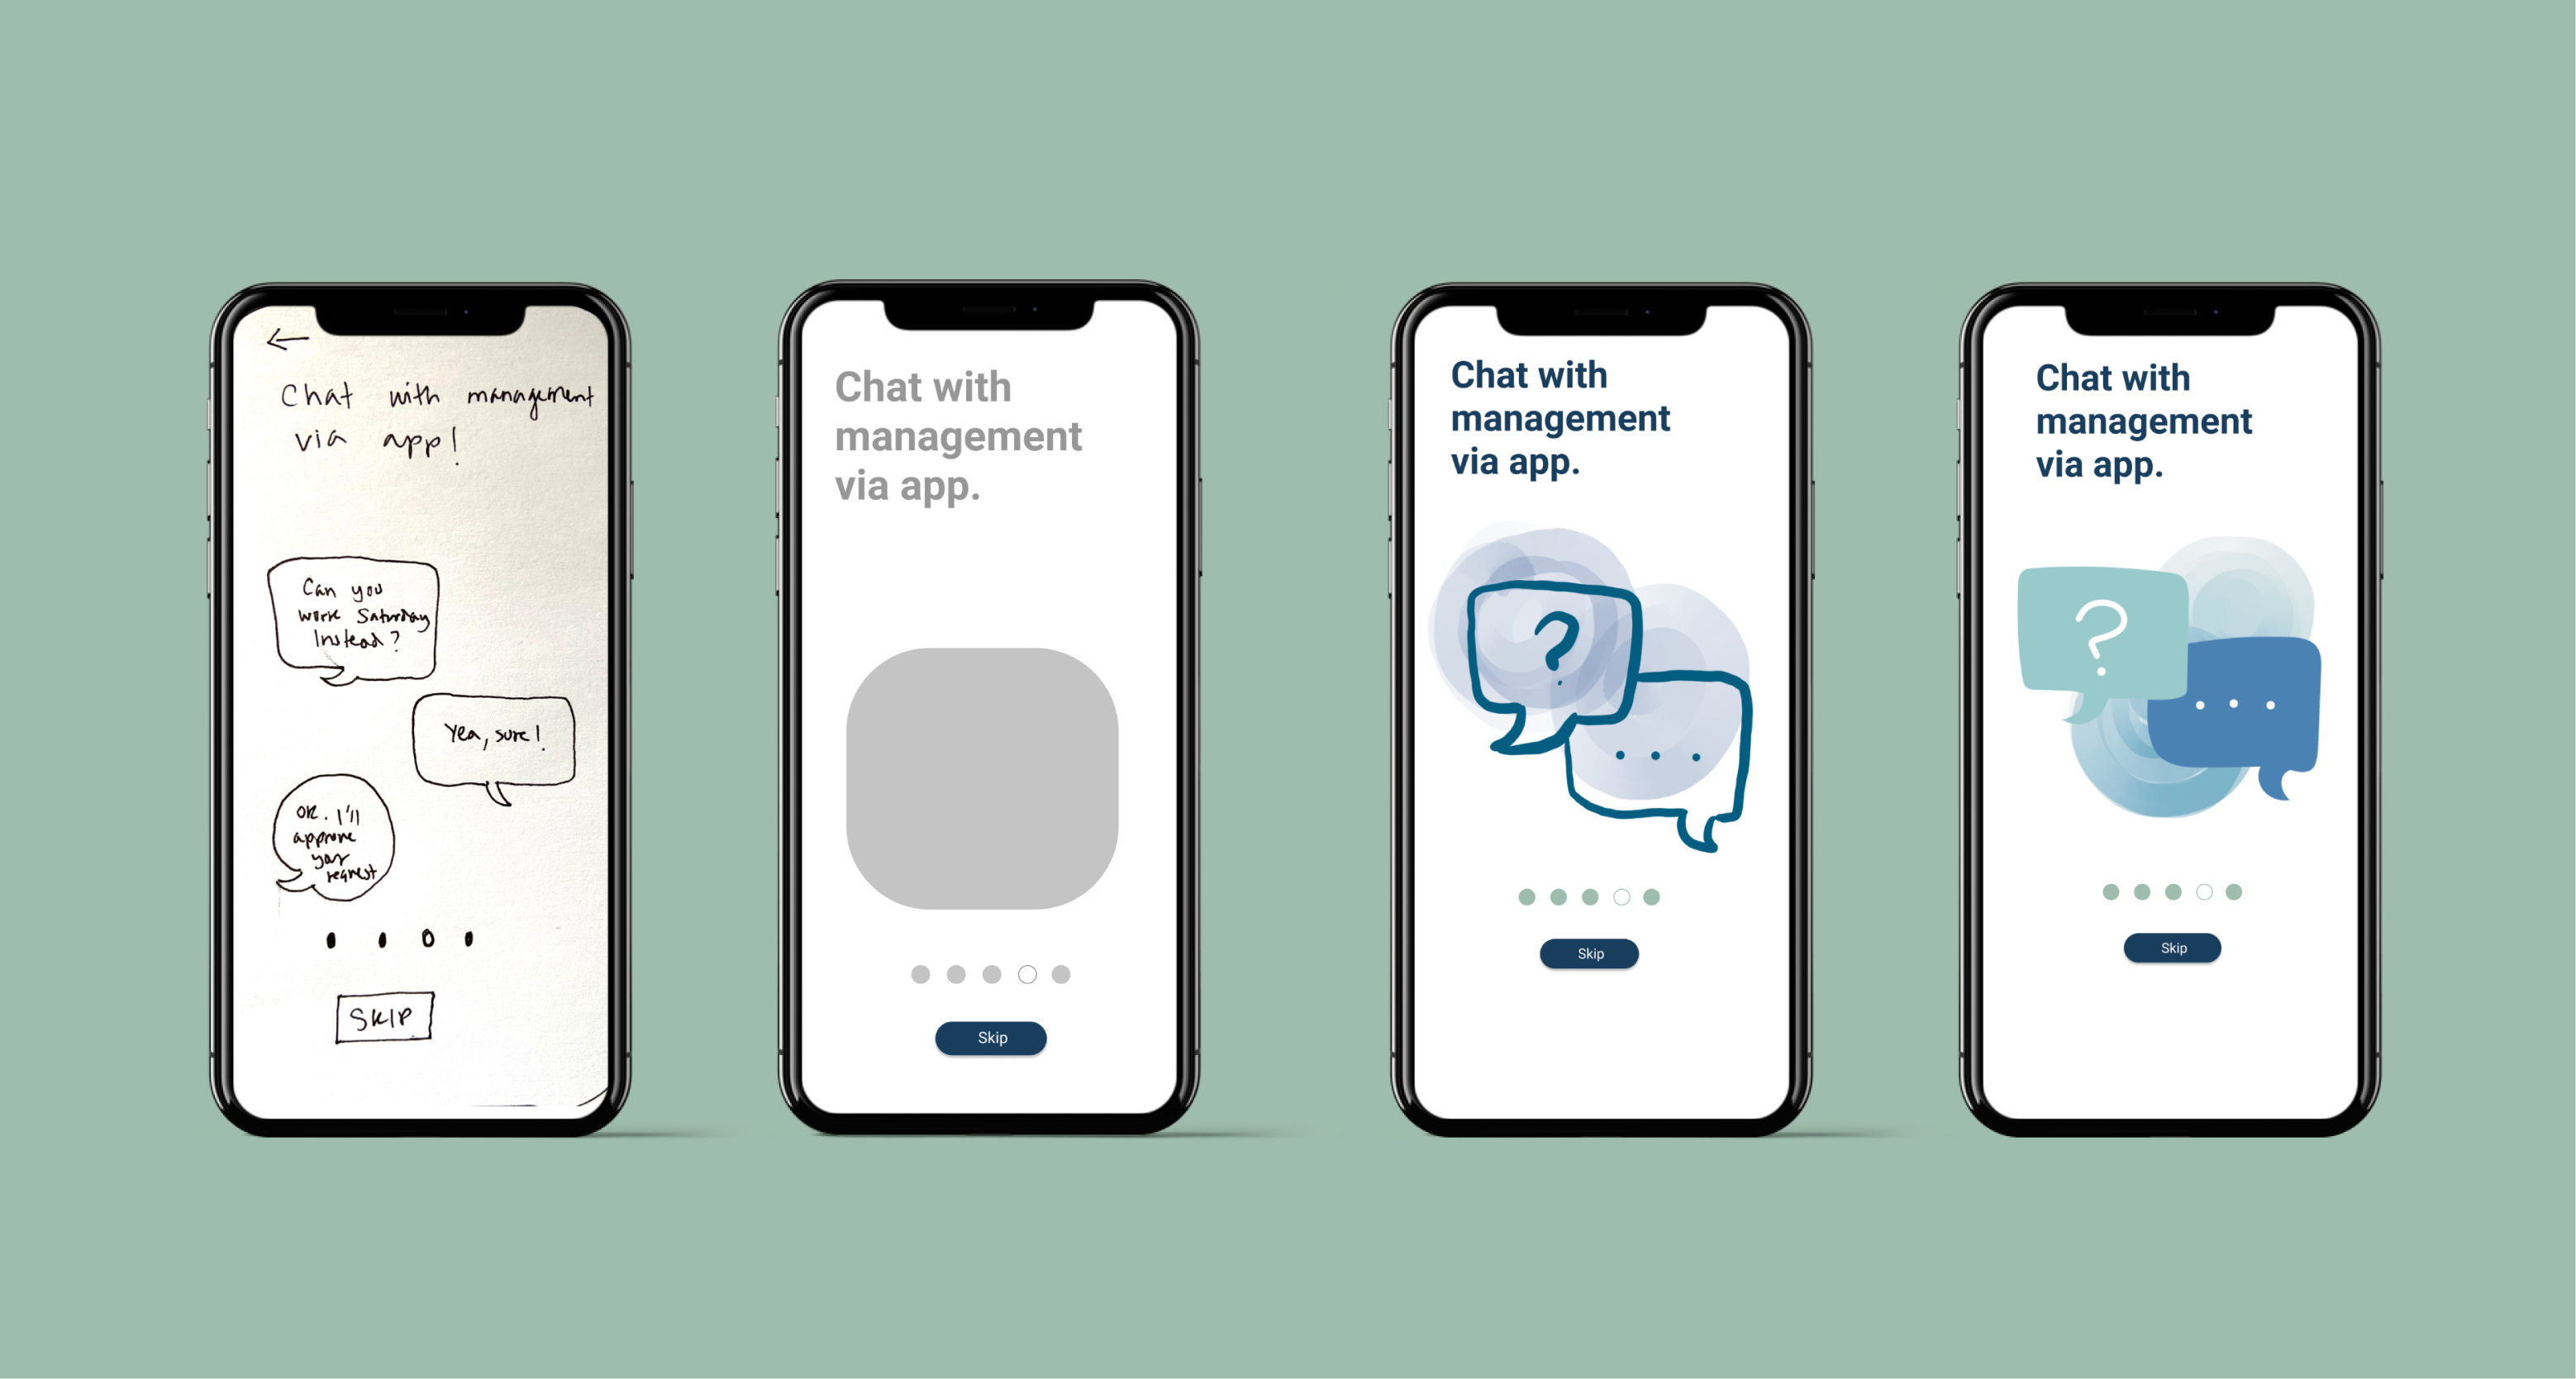 Chat with management
via app!
Can you
work Saturday
Instead?
Yea, sure!
OK. I'll
approve
your
request
SKIP
Chat with
management
via app.
Skip
Chat with
management
via app.
?
Skip
Chat with
management
via app.
?
Skip